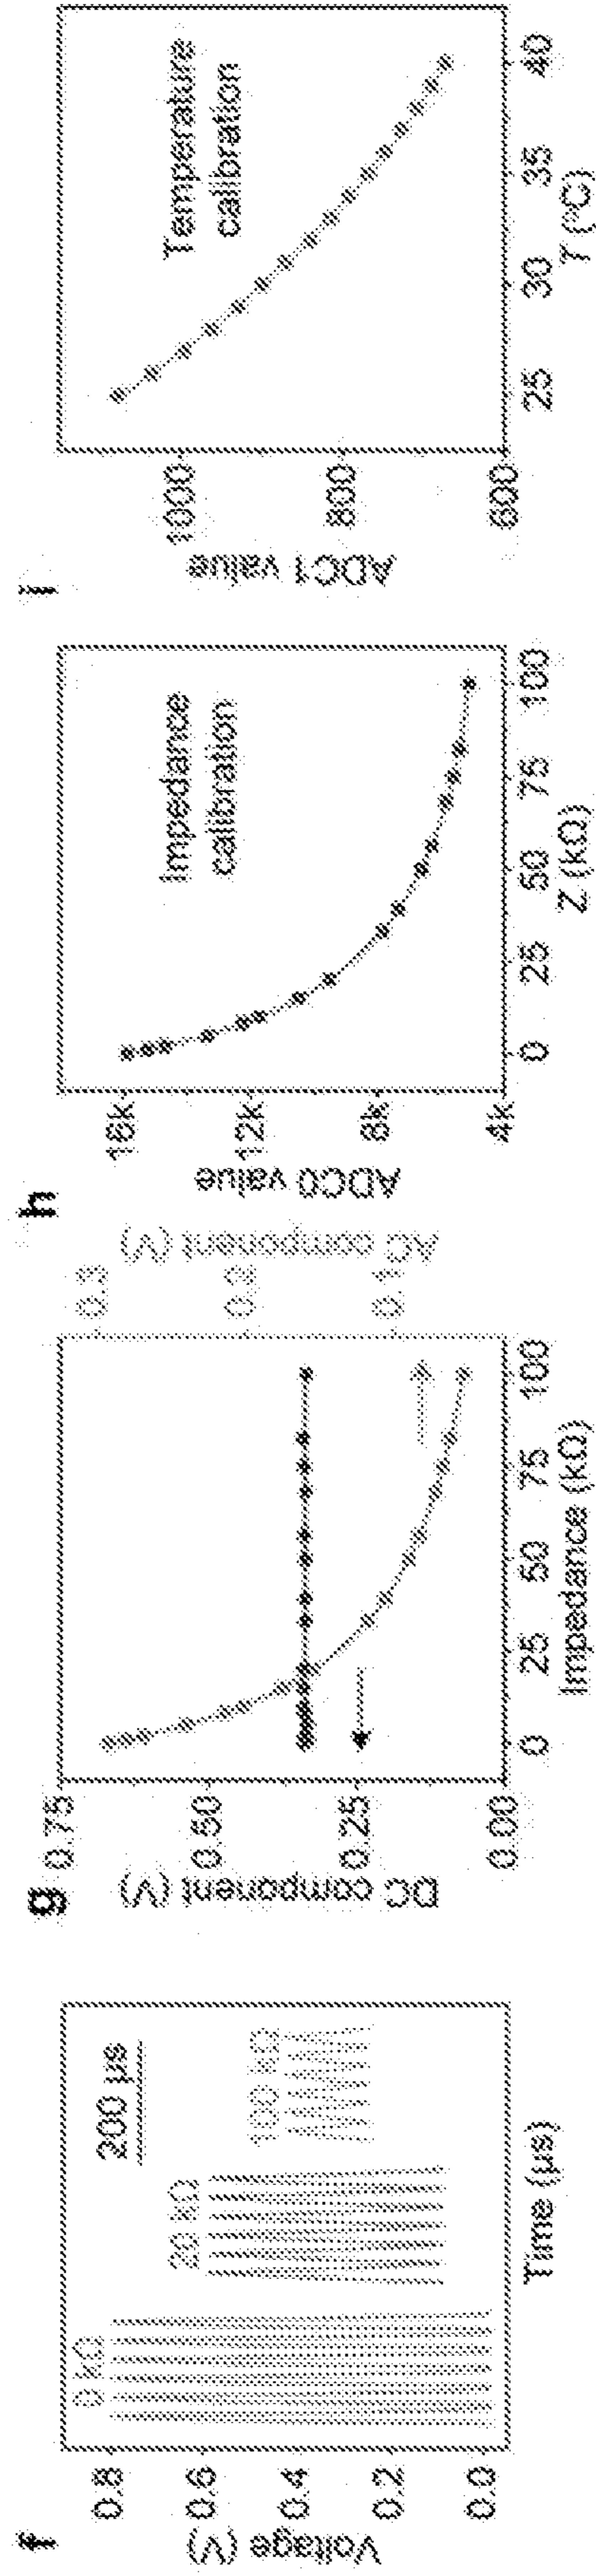 f
Voltage (V)
0.8
0.6
0.4
0.2
0.0
0 kΩ
20 kΩ
100 kΩ
200 µs
Time (µs)
g
DC component (V)
0.75
0.50
0.25
0.00
0
25
50
75
100
Impedance (kΩ)
0.3
0.2
0.1
AC component (V)
h
ADC0 value
16k
12k
8k
4k
Impedance
calibration
0
25
50
75
100
Z (kΩ)
i
ADC1 value
1000
800
600
Temperature
calibration
25
30
35
40
T (°C)